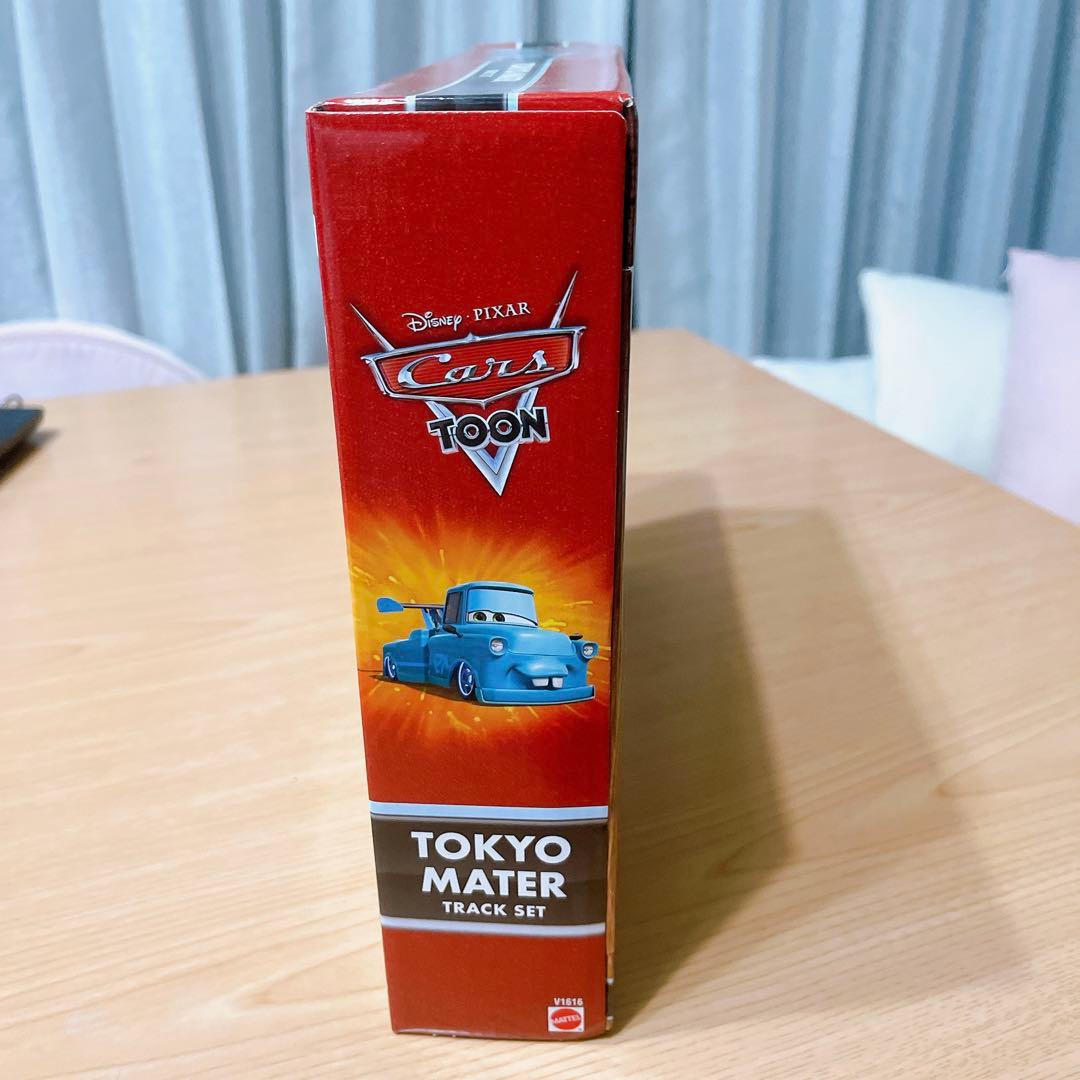 Disney · PIXAR
Cars
TOON
TOKYO
MATER
TRACK SET
V1616
MATTEL